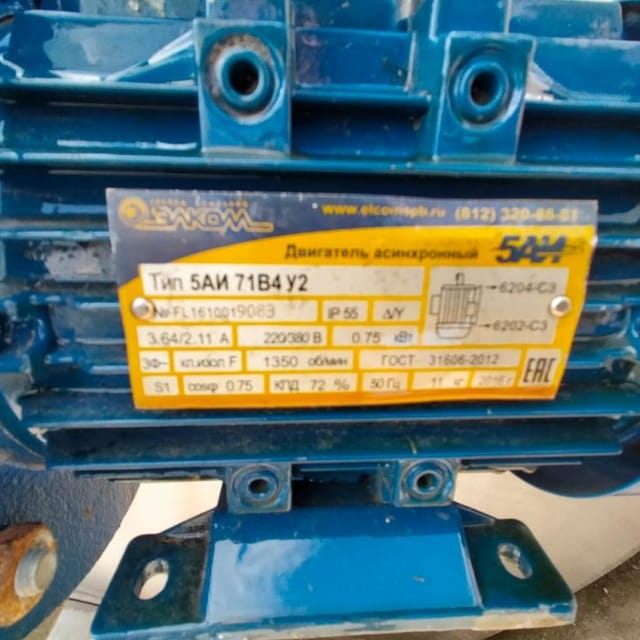 ЭЛКОМ
www.elcomspb.ru (812) 320-88-81
Двигатель асинхронный 5АИ
Тип 5АИ 71В4 У2
№ FL1610019083 IP 55 Δ/Y
6204-C3
6202-C3
3.64/2.11 А 220/380 В 0.75 кВт
3Ф~ кл.изол F 1350 об/мин ГОСТ 31606-2012
S1 cosφ 0.75 КПД 72 % 50 Гц 11 кг 2016 г
EAC